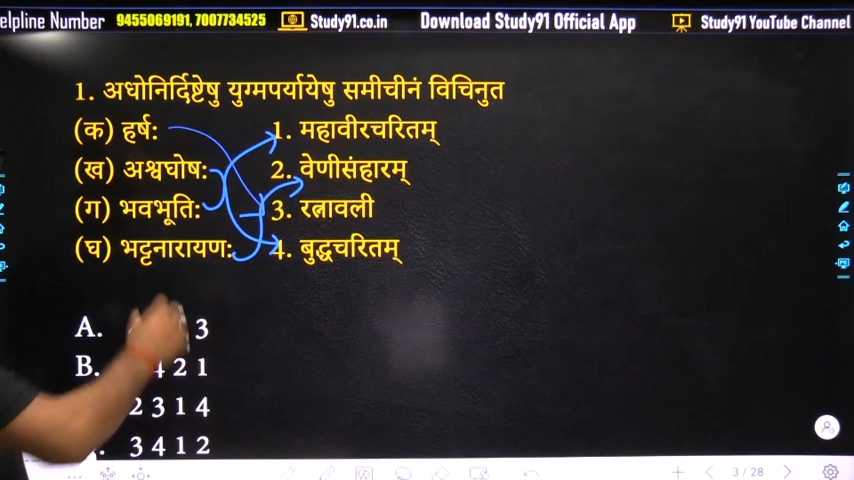 elpline Number 9455069191, 7007734525 Study91.co.in Download Study91 Official App Study91 YouTube Channel
1. अधोनिर्दिष्टेषु युग्मपर्यायेषु समीचीनं विचिनुत
(क) हर्ष: 1. महावीरचरितम्
(ख) अश्वघोष: 2. वेणीसंहारम्
(ग) भवभूति: 3. रत्नावली
(घ) भट्टनारायण: 4. बुद्धचरितम्
A. 3
B. 4 2 1
2 3 1 4
3 4 1 2
3 / 28